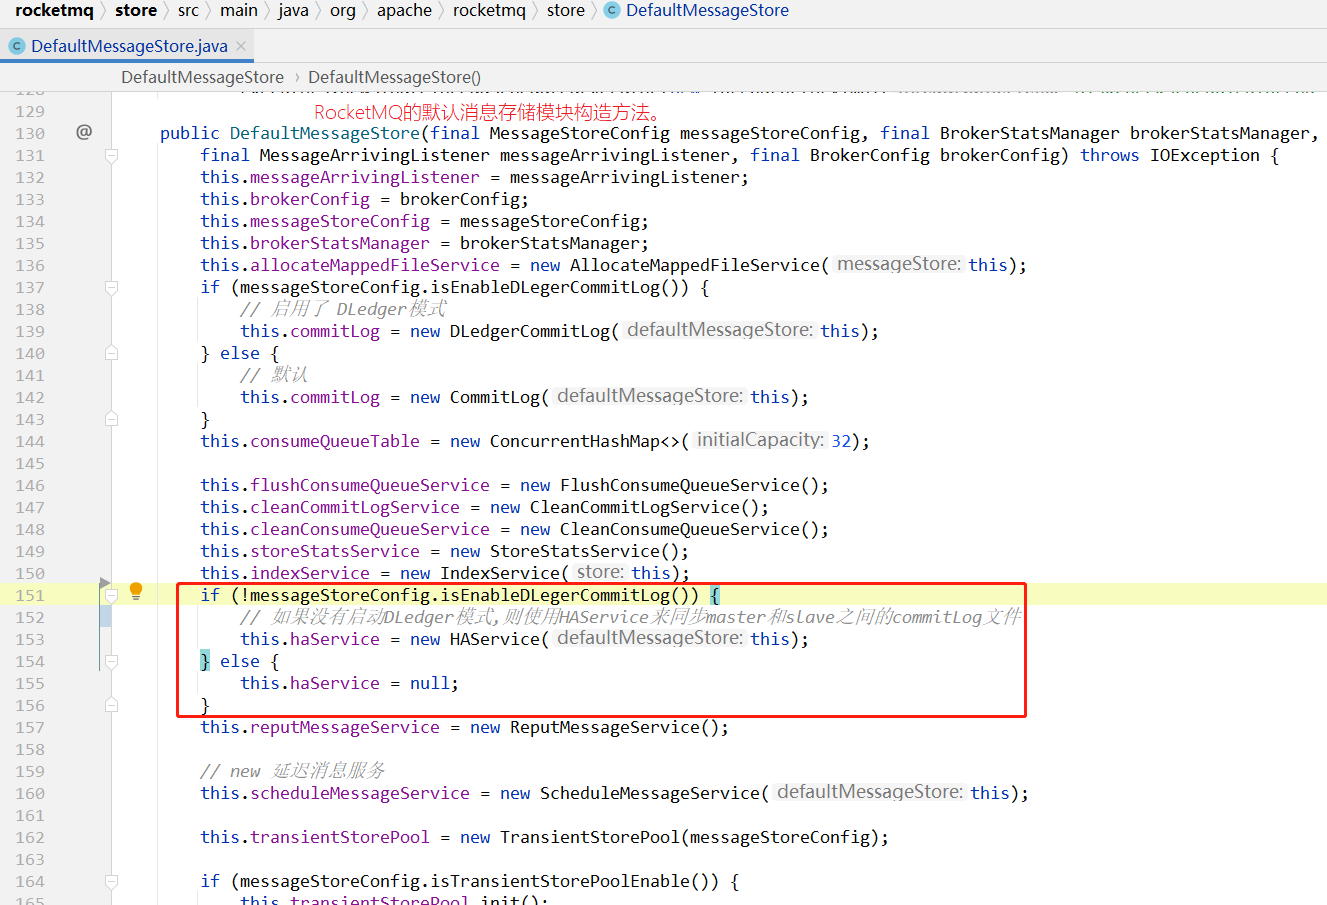 rocketmq 〉 store 〉 src 〉 main 〉 java 〉 org 〉 apache 〉 rocketmq 〉 store 〉 C DefaultMessageStore
C DefaultMessageStore.java ×
DefaultMessageStore › DefaultMessageStore()
129 RocketMQ的默认消息存储模块构造方法。
130 @ public DefaultMessageStore(final MessageStoreConfig messageStoreConfig, final BrokerStatsManager brokerStatsManager,
131 final MessageArrivingListener messageArrivingListener, final BrokerConfig brokerConfig) throws IOException {
132 this.messageArrivingListener = messageArrivingListener;
133 this.brokerConfig = brokerConfig;
134 this.messageStoreConfig = messageStoreConfig;
135 this.brokerStatsManager = brokerStatsManager;
136 this.allocateMappedFileService = new AllocateMappedFileService( messageStore: this);
137 if (messageStoreConfig.isEnableDLegerCommitLog()) {
138 // 启用了 DLedger模式
139 this.commitLog = new DLedgerCommitLog( defaultMessageStore: this);
140 } else {
141 // 默认
142 this.commitLog = new CommitLog( defaultMessageStore: this);
143 }
144 this.consumeQueueTable = new ConcurrentHashMap<>( initialCapacity: 32);
145
146 this.flushConsumeQueueService = new FlushConsumeQueueService();
147 this.cleanCommitLogService = new CleanCommitLogService();
148 this.cleanConsumeQueueService = new CleanConsumeQueueService();
149 this.storeStatsService = new StoreStatsService();
150 this.indexService = new IndexService( store: this);
151 if (!messageStoreConfig.isEnableDLegerCommitLog()) {
152 // 如果没有启动DLedger模式,则使用HAService来同步master和slave之间的commitLog文件
153 this.haService = new HAService( defaultMessageStore: this);
154 } else {
155 this.haService = null;
156 }
157 this.reputMessageService = new ReputMessageService();
158
159 // new 延迟消息服务
160 this.scheduleMessageService = new ScheduleMessageService( defaultMessageStore: this);
161
162 this.transientStorePool = new TransientStorePool(messageStoreConfig);
163
164 if (messageStoreConfig.isTransientStorePoolEnable()) {
165 this.transientStorePool.init();